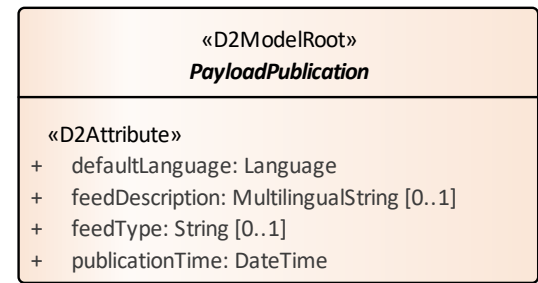 «D2ModelRoot»
PayloadPublication
«D2Attribute»
+ defaultLanguage: Language
+ feedDescription: MultilingualString [0..1]
+ feedType: String [0..1]
+ publicationTime: DateTime